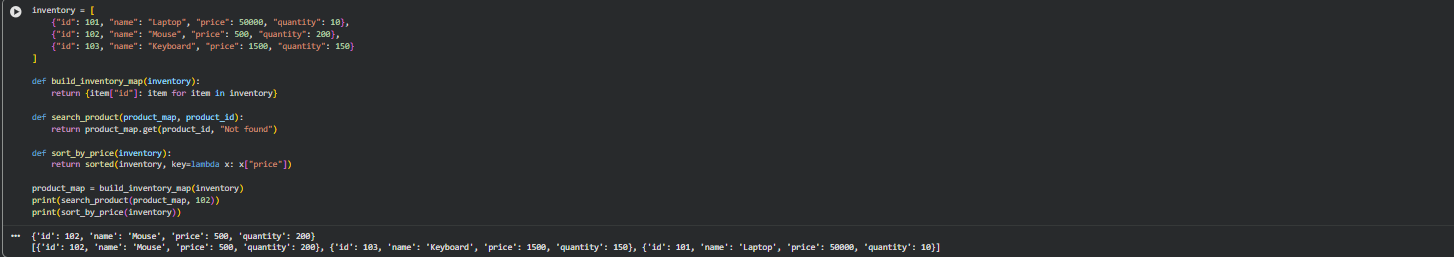 inventory = [
    {"id": 101, "name": "Laptop", "price": 50000, "quantity": 10},
    {"id": 102, "name": "Mouse", "price": 500, "quantity": 200},
    {"id": 103, "name": "Keyboard", "price": 1500, "quantity": 150}
]
def build_inventory_map(inventory):
    return {item["id"]: item for item in inventory}
def search_product(product_map, product_id):
    return product_map.get(product_id, "Not found")
def sort_by_price(inventory):
    return sorted(inventory, key=lambda x: x["price"])
product_map = build_inventory_map(inventory)
print(search_product(product_map, 102))
print(sort_by_price(inventory))
{'id': 102, 'name': 'Mouse', 'price': 500, 'quantity': 200}
[{'id': 102, 'name': 'Mouse', 'price': 500, 'quantity': 200}, {'id': 103, 'name': 'Keyboard', 'price': 1500, 'quantity': 150}, {'id': 101, 'name': 'Laptop', 'price': 50000, 'quantity': 10}]